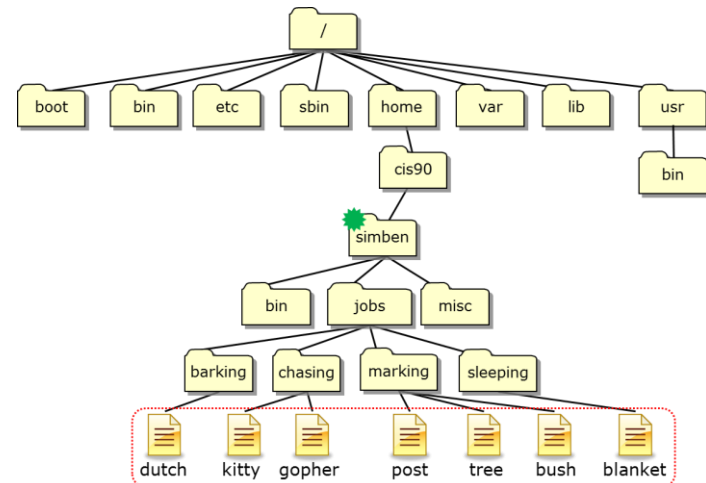 /
boot bin etc sbin home var lib usr
cis90 bin
simben
bin jobs misc
barking chasing marking sleeping
dutch kitty gopher post tree bush blanket